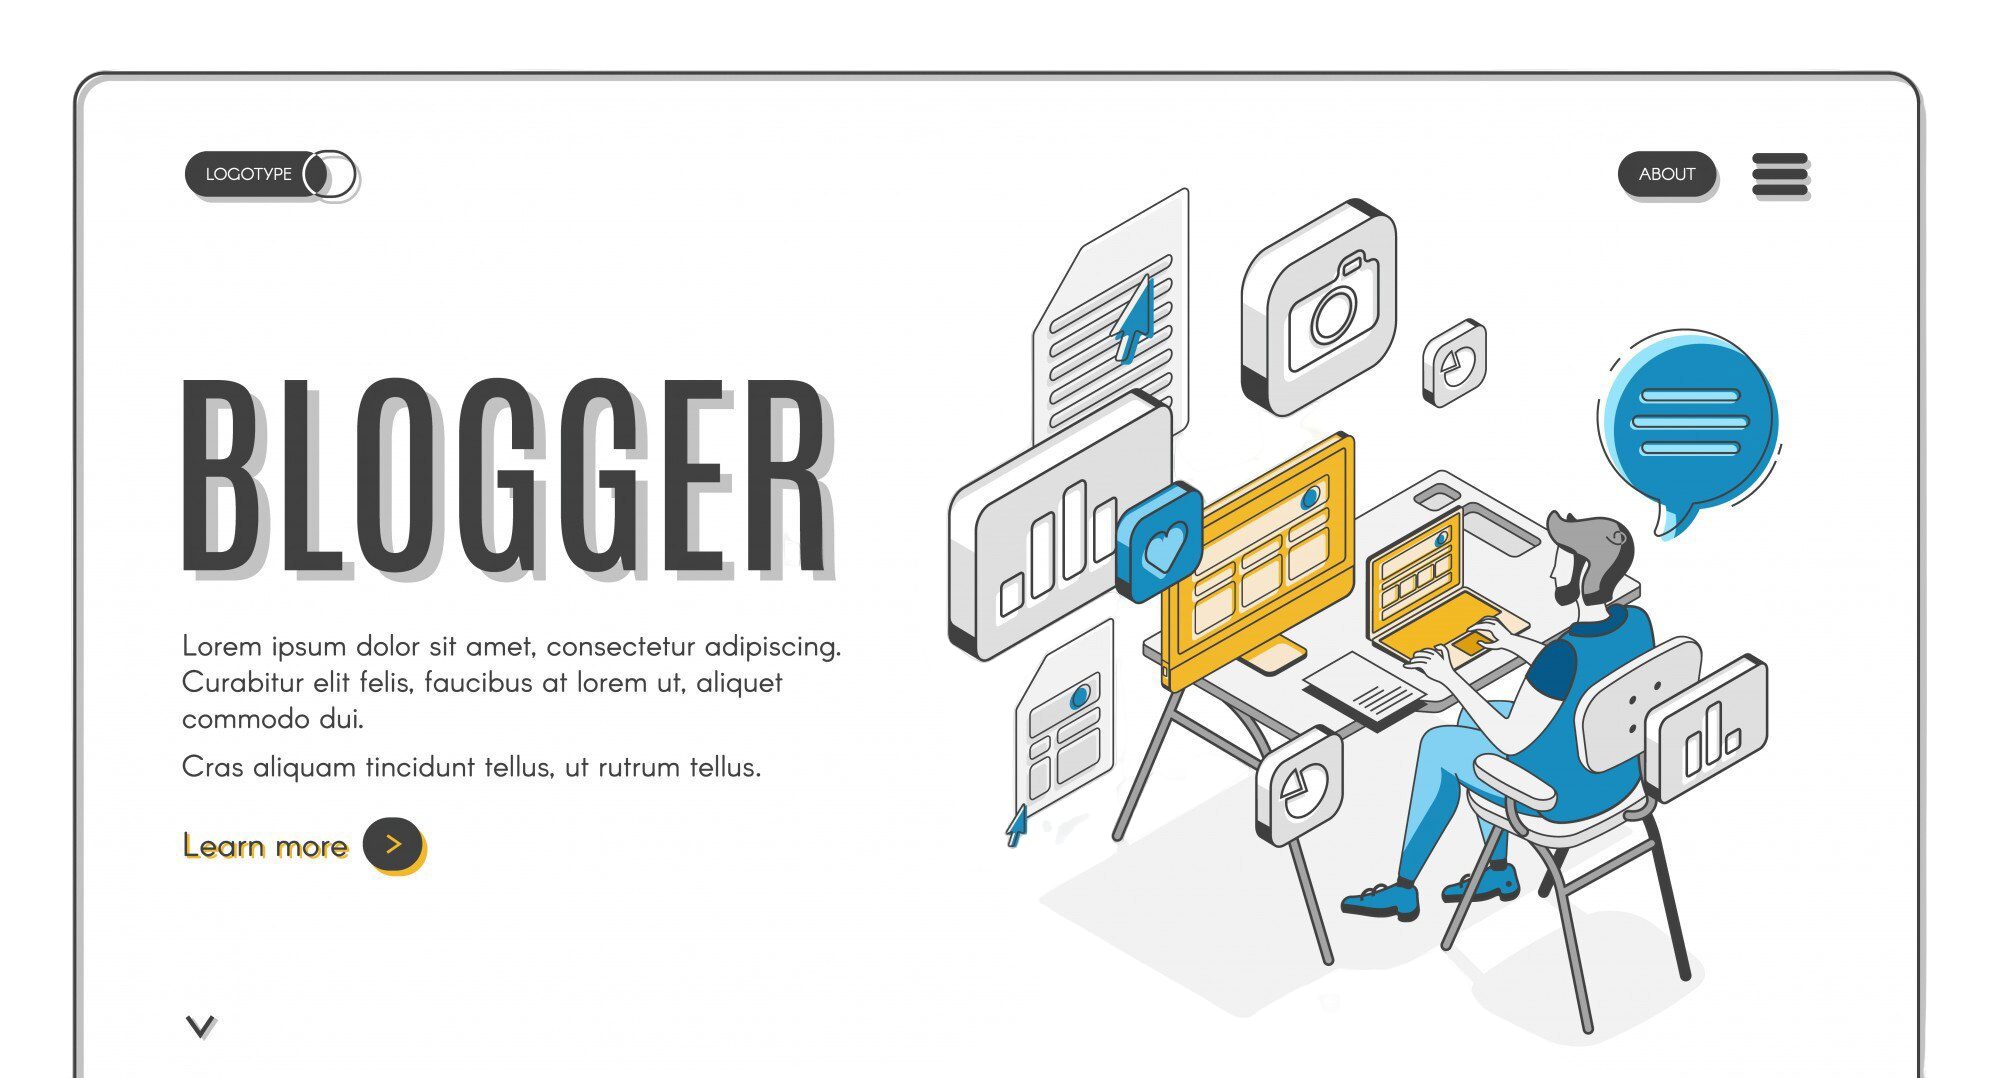 LOGOTYPE
ABOUT
BLOGGER
Lorem ipsum dolor sit amet, consectetur adipiscing.
Curabitur elit felis, faucibus at lorem ut, aliquet
commodo dui.
Cras aliquam tincidunt tellus, ut rutrum tellus.
Learn more